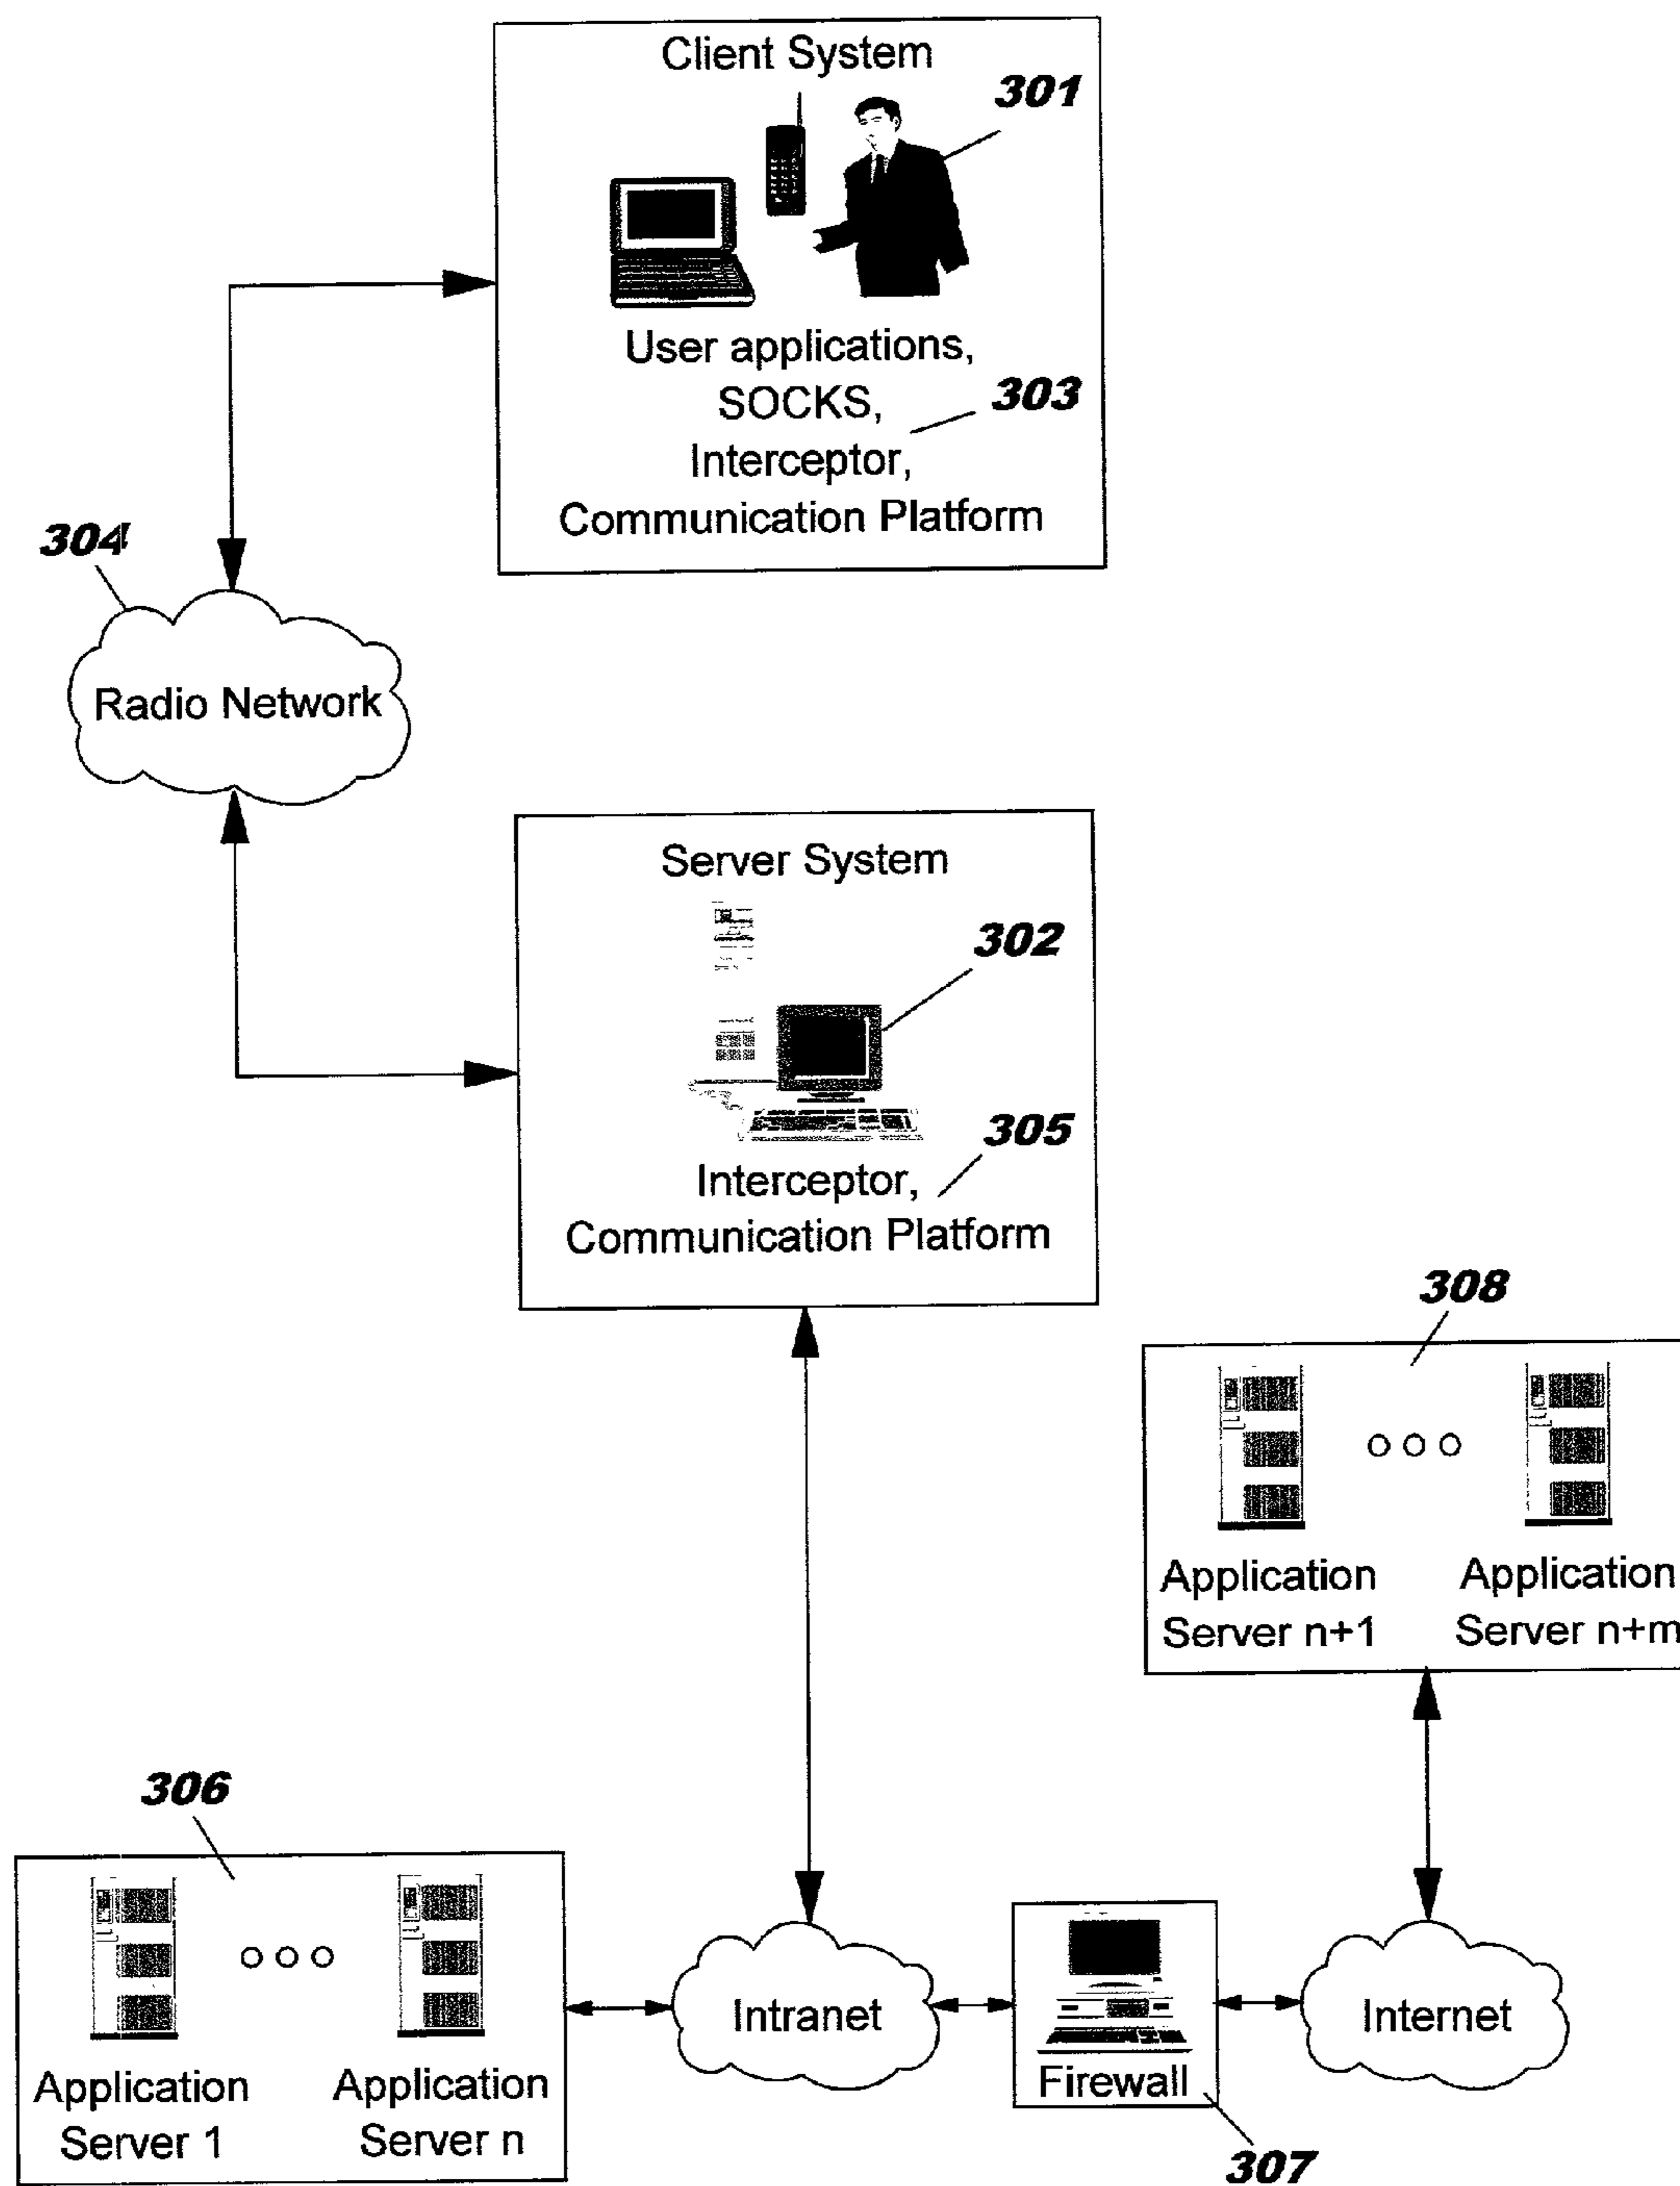 Client System
301
User applications,
SOCKS,
303
Interceptor,
Communication Platform
304
Radio Network
Server System
302
305
Interceptor,
Communication Platform
308
Application
Server n+1
Application
Server n+m
306
Application
Server 1
Application
Server n
Intranet
Firewall
Internet
307